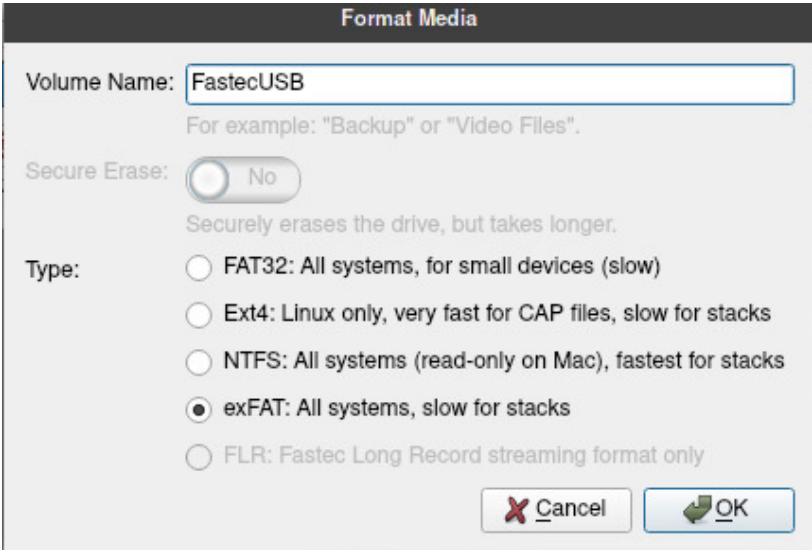 Format Media
Volume Name: FastecUSB
For example: "Backup" or "Video Files".
Secure Erase: No
Securely erases the drive, but takes longer.
Type: FAT32: All systems, for small devices (slow)
Ext4: Linux only, very fast for CAP files, slow for stacks
NTFS: All systems (read-only on Mac), fastest for stacks
exFAT: All systems, slow for stacks
FLR: Fastec Long Record streaming format only
Cancel OK